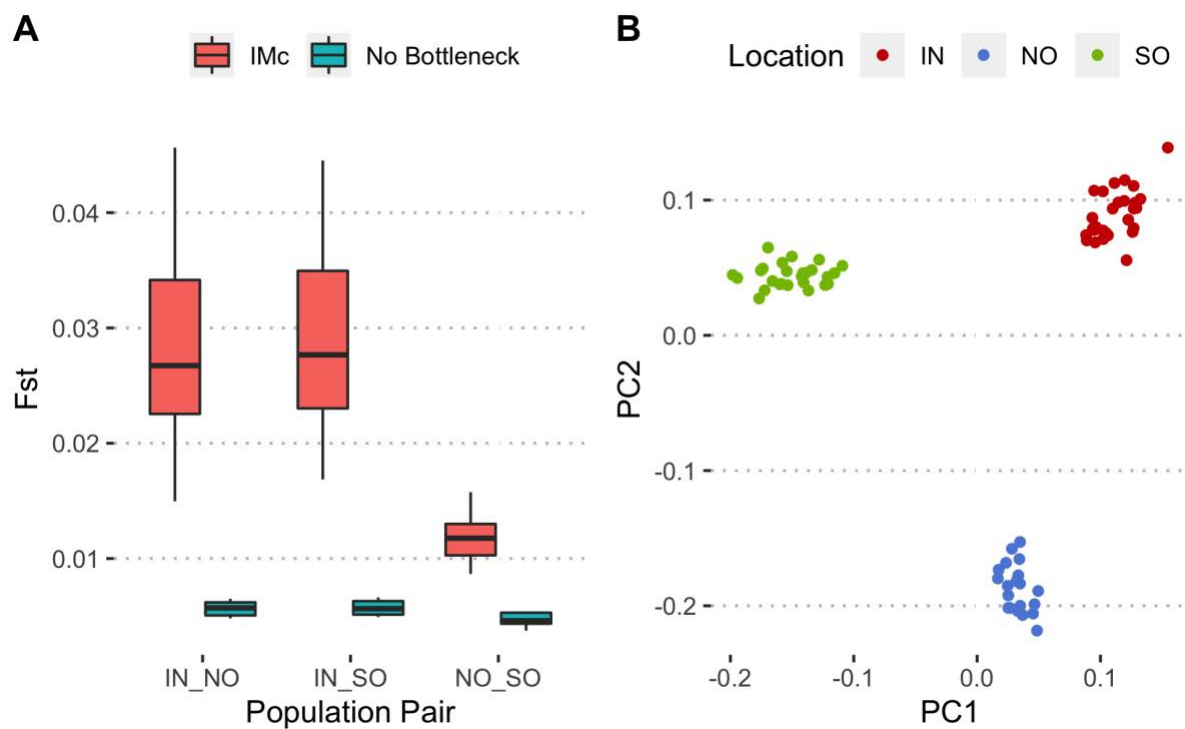 A
IMc No Bottleneck
Fst
0.04
0.03
0.02
0.01
IN_NO IN_SO NO_SO
Population Pair
B
Location IN NO SO
PC2
0.1
0.0
-0.1
-0.2
-0.2 -0.1 0.0 0.1
PC1